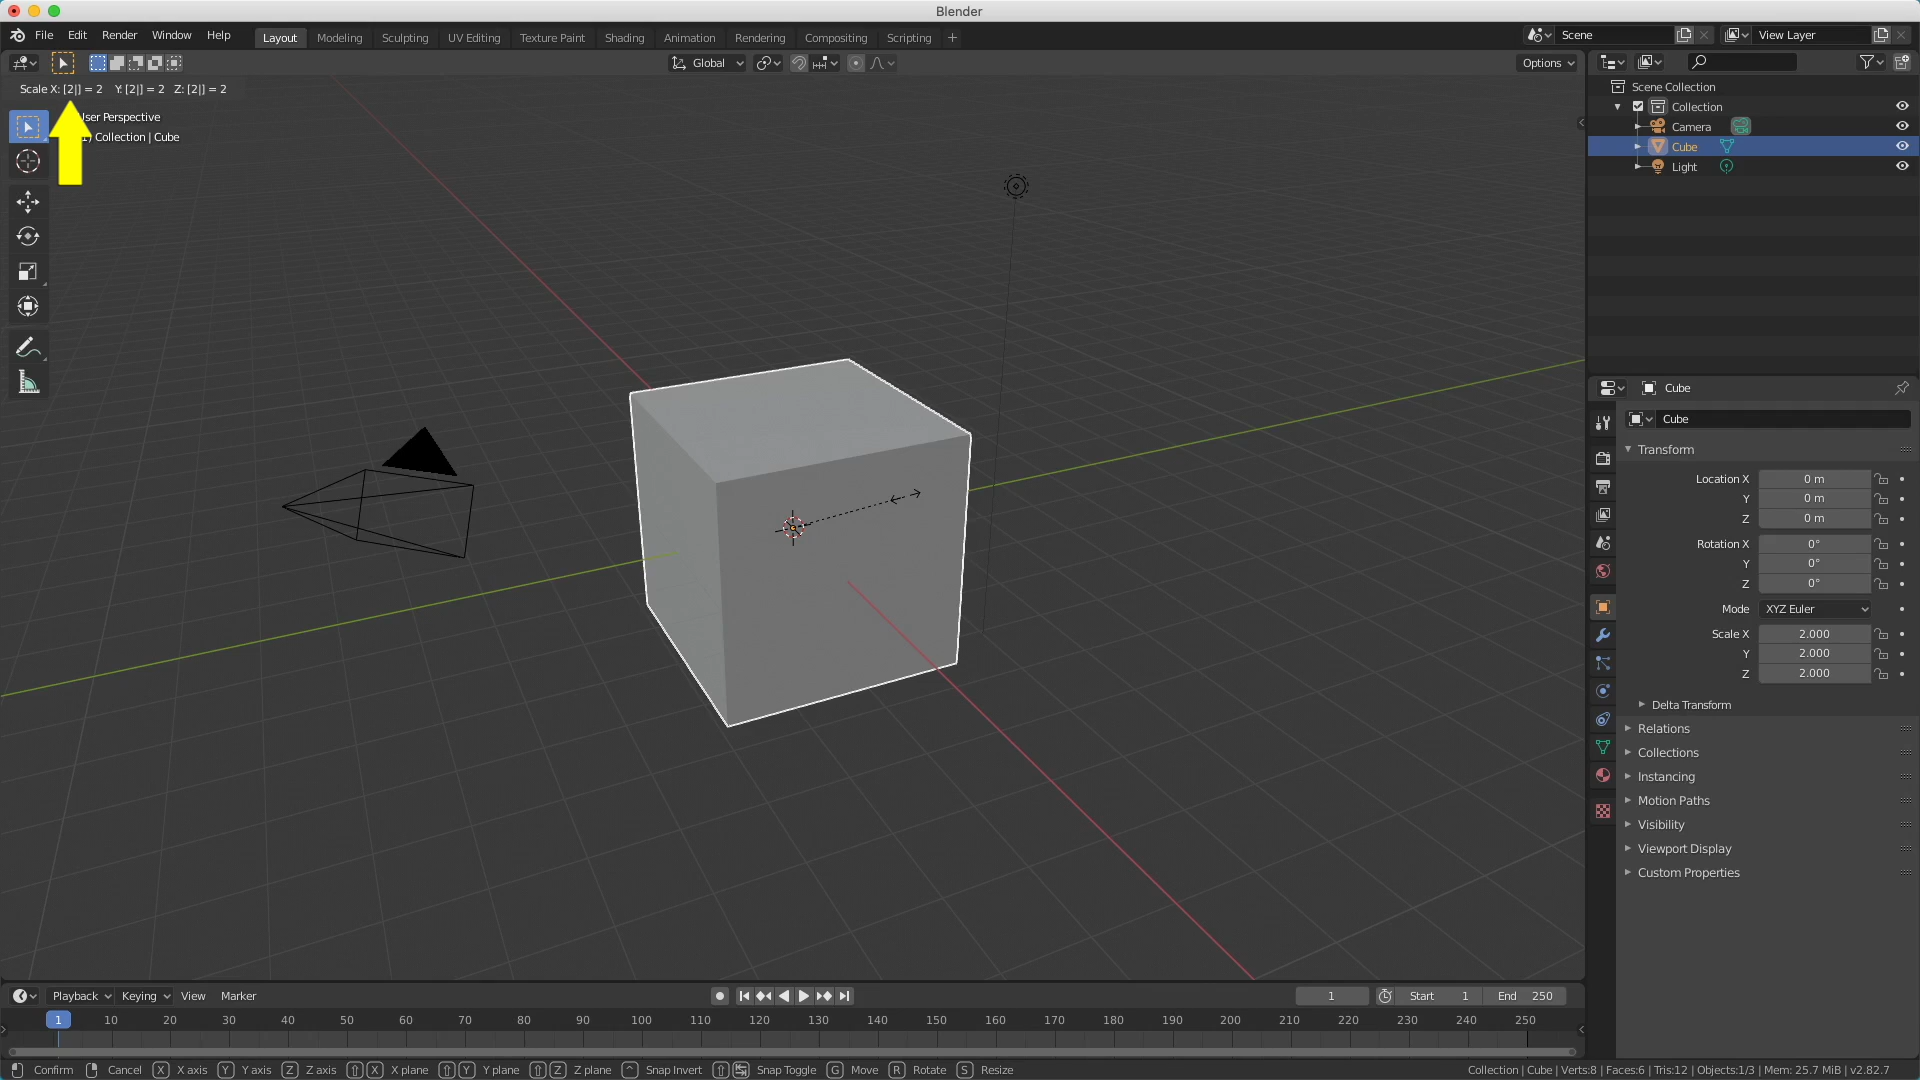 Blender
File Edit Render Window Help Layout Modeling Sculpting UV Editing Texture Paint Shading Animation Rendering Compositing Scripting + Scene View Layer
Global Options
Scale X: [2|] = 2 Y: [2|] = 2 Z: [2|] = 2
User Perspective
) Collection | Cube
Scene Collection
Collection
Camera
Cube
Light
Cube
Cube
Transform
Location X 0 m
Y 0 m
Z 0 m
Rotation X 0°
Y 0°
Z 0°
Mode XYZ Euler
Scale X 2.000
Y 2.000
Z 2.000
Delta Transform
Relations
Collections
Instancing
Motion Paths
Visibility
Viewport Display
Custom Properties
Playback Keying View Marker 1 Start 1 End 250
1 10 20 30 40 50 60 70 80 90 100 110 120 130 140 150 160 170 180 190 200 210 220 230 240 250
Confirm Cancel X X axis Y Y axis Z Z axis X X plane Y Y plane Z Z plane ^ Snap Invert Snap Toggle G Move R Rotate S Resize Collection | Cube | Verts:8 | Faces:6 | Tris:12 | Objects:1/3 | Mem: 25.7 MiB | v2.82.7